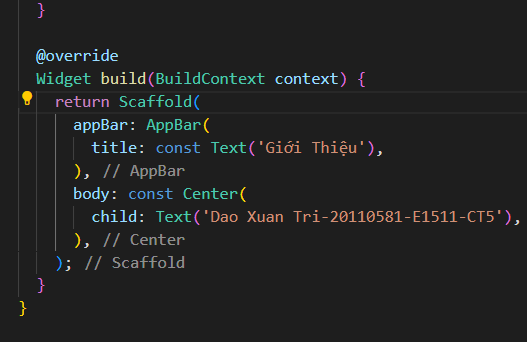 }
@override
Widget build(BuildContext context) {
return Scaffold(
appBar: AppBar(
title: const Text('Giới Thiệu'),
), // AppBar
body: const Center(
child: Text('Dao Xuan Tri-20110581-E1511-CT5'),
), // Center
); // Scaffold
}
}